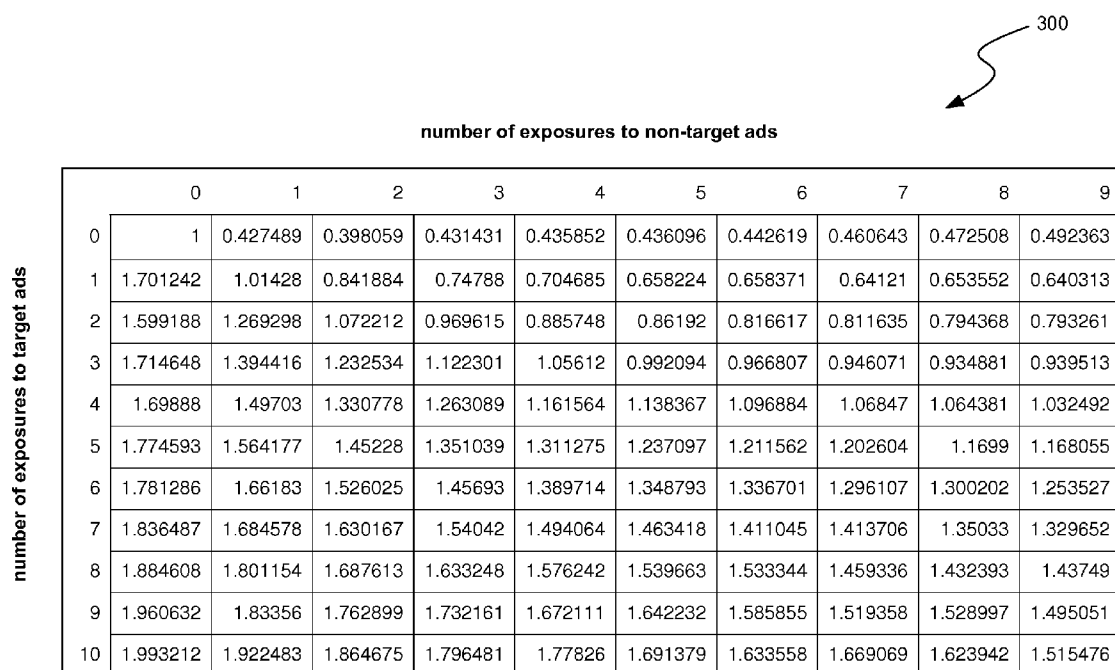 300
number of exposures to non-target ads
0 1 2 3 4 5 6 7 8 9
0 1 0.427489 0.398059 0.431431 0.435852 0.436096 0.442619 0.460643 0.472508 0.492363
1 1.701242 1.01428 0.841884 0.74788 0.704685 0.658224 0.658371 0.64121 0.653552 0.640313
2 1.599188 1.269298 1.072212 0.969615 0.885748 0.86192 0.816617 0.811635 0.794368 0.793261
3 1.714648 1.394416 1.232534 1.122301 1.05612 0.992094 0.966807 0.946071 0.934881 0.939513
4 1.69888 1.49703 1.330778 1.263089 1.161564 1.138367 1.096884 1.06847 1.064381 1.032492
5 1.774593 1.564177 1.45228 1.351039 1.311275 1.237097 1.211562 1.202604 1.1699 1.168055
6 1.781286 1.66183 1.526025 1.45693 1.389714 1.348793 1.336701 1.296107 1.300202 1.253527
7 1.836487 1.684578 1.630167 1.54042 1.494064 1.463418 1.411045 1.413706 1.35033 1.329652
8 1.884608 1.801154 1.687613 1.633248 1.576242 1.539663 1.533344 1.459336 1.432393 1.43749
9 1.960632 1.83356 1.762899 1.732161 1.672111 1.642232 1.585855 1.519358 1.528997 1.495051
10 1.993212 1.922483 1.864675 1.796481 1.77826 1.691379 1.633558 1.669069 1.623942 1.515476
number of exposures to target ads